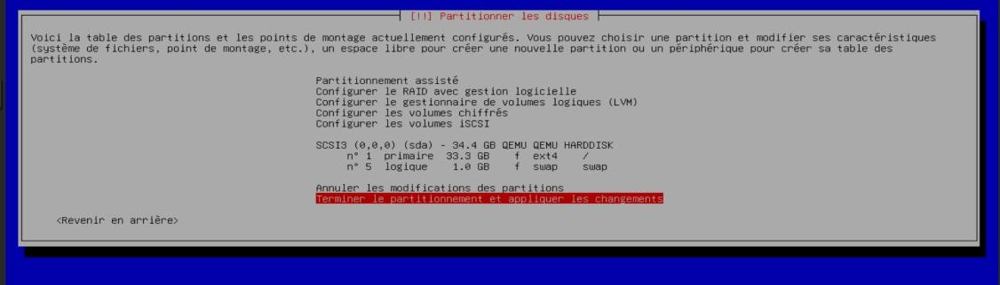 [!!] Partitionner les disques
Voici la table des partitions et les points de montage actuellement configurés. Vous pouvez choisir une partition et modifier ses caractéristiques
(système de fichiers, point de montage, etc.), un espace libre pour créer une nouvelle partition ou un périphérique pour créer sa table des
partitions.
Partitionnement assisté
Configurer le RAID avec gestion logicielle
Configurer le gestionnaire de volumes logiques (LVM)
Configurer les volumes chiffrés
Configurer les volumes iSCSI
SCSI3 (0,0,0) (sda) - 34.4 GB QEMU QEMU HARDDISK
n° 1 primaire 33.3 GB f ext4 /
n° 5 logique 1.0 GB f swap swap
Annuler les modifications des partitions
Terminer le partitionnement et appliquer les changements
<Revenir en arrière>